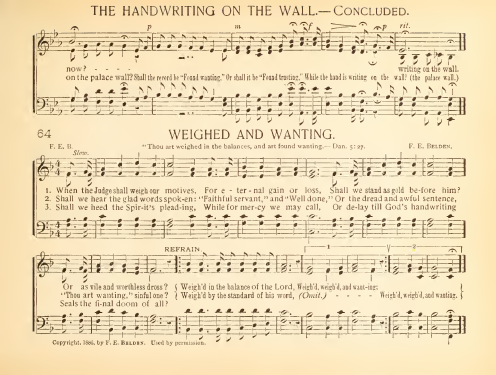 THE HANDWRITING ON THE WALL.—CONCLUDED.
p m f p rit.
now? - - - - writing on the wall.
on the palace wall? Shall the record be "Found wanting," Or shall it be "Found trusting," While the hand is writing on the wall? (the palace wall.)
64 WEIGHED AND WANTING.
F. E. B. "Thou art weighed in the balances, and art found wanting.—Dan. 5:27. F. E. BELDEN.
Slow.
1. When the Judge shall weigh our motives, For e - ter - nal gain or loss, Shall we stand as gold be-fore him?
2. Shall we hear the glad words spok-en: "Faithful servant," and "Well done," Or the dread and awful sentence,
3. Shall we heed the Spir-it's plead-ing, While for mer-cy we may call, Or de-lay till God's handwriting
REFRAIN. 1 2
Or as vile and worthless dross? { Weigh'd in the balance of the Lord, Weigh'd, weigh'd, and want-ing;
"Thou art wanting," sinful one? { Weigh'd by the standard of his word, (Omit.) - - - - Weigh'd, weigh'd, and wanting. }
Seals the fi-nal doom of all?
Copyright, 1886, by F. E. BELDEN. Used by permission.